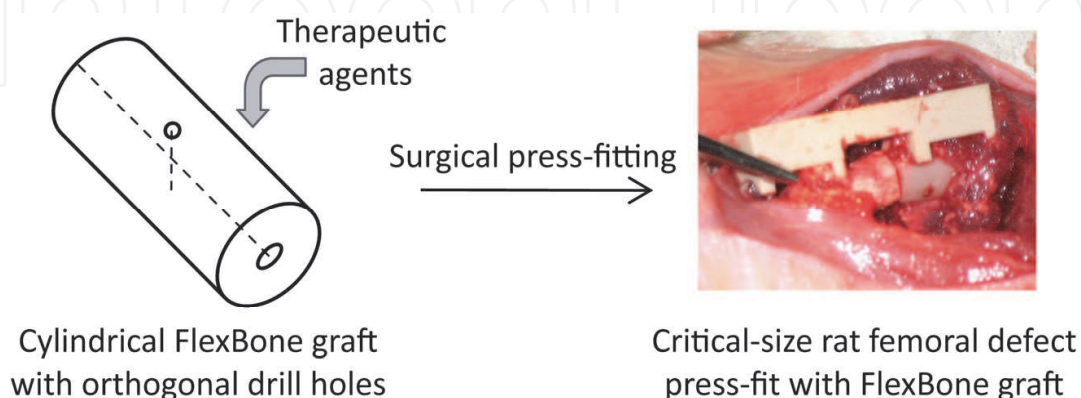 Therapeutic
agents
Surgical press-fitting
Cylindrical FlexBone graft
with orthogonal drill holes
Critical-size rat femoral defect
press-fit with FlexBone graft